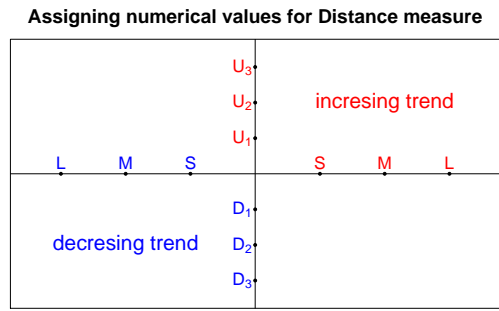 Assigning numerical values for Distance measure
U3
U2
incresing trend
U1
L M S S M L
D1
decresing trend
D2
D3